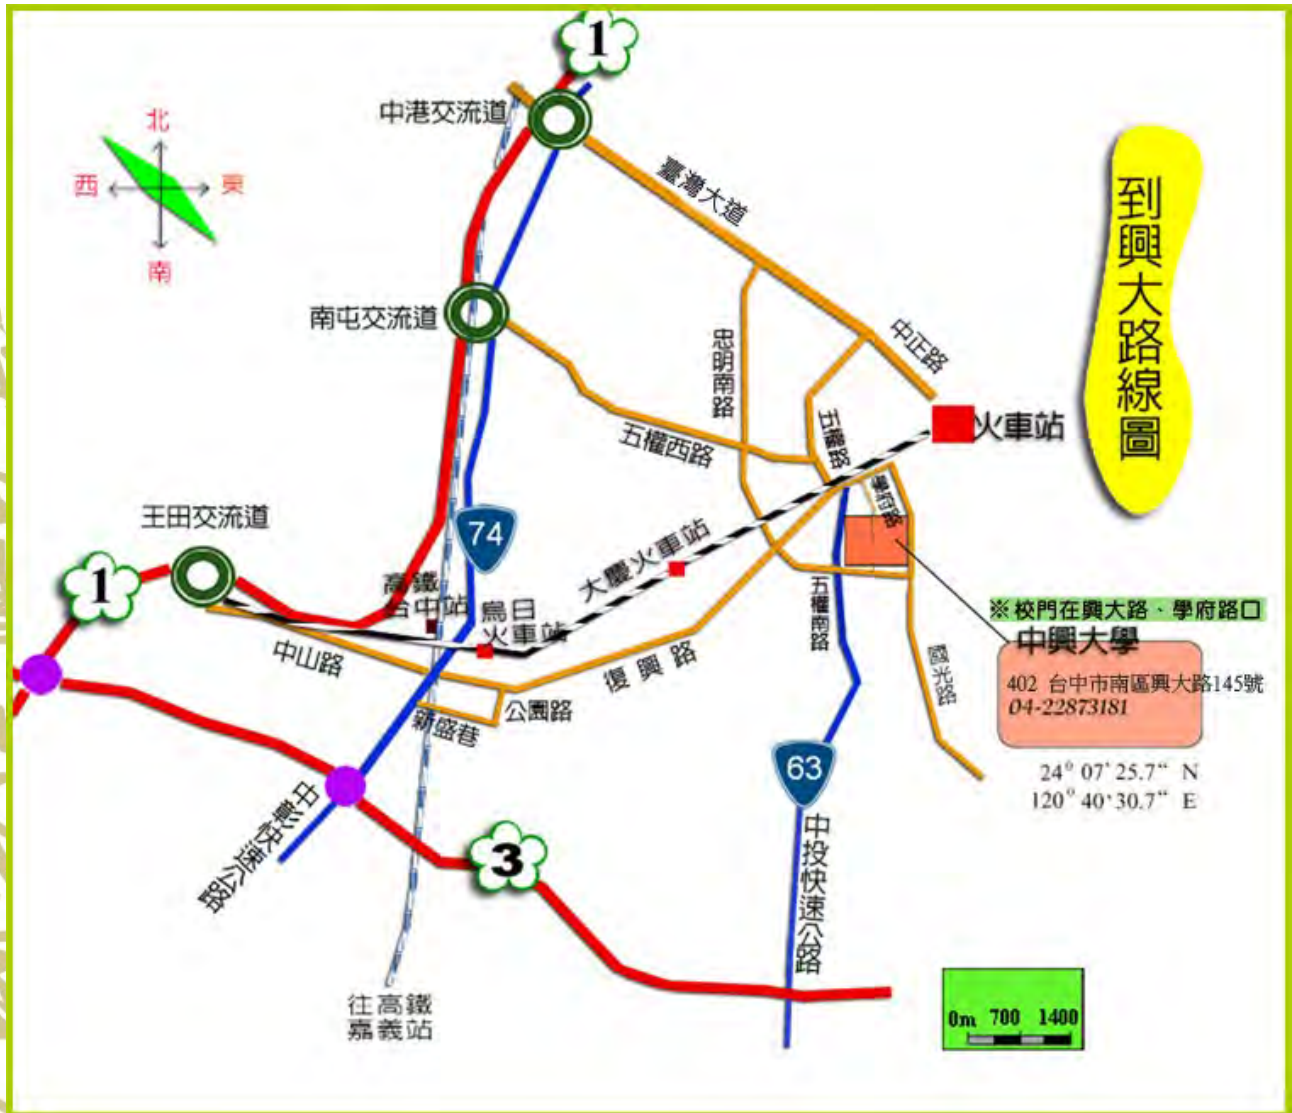 1
中港交流道
北
西
東
南
臺灣大道
到興大路線圖
南屯交流道
忠明南路
中正路
火車站
五權西路
五權路
學府路
王田交流道
74
大慶火車站
1
高鐵
台中站
烏日
火車站
五權南路
※校門在興大路、學府路口
中興大學
402 台中市南區興大路145號
04-22873181
24° 07' 25.7“ N
120° 40' 30.7“ E
中山路
復興路
國光路
公園路
新盛巷
63
中彰快速公路
3
中投快速公路
往高鐵
嘉義站
0m 700 1400